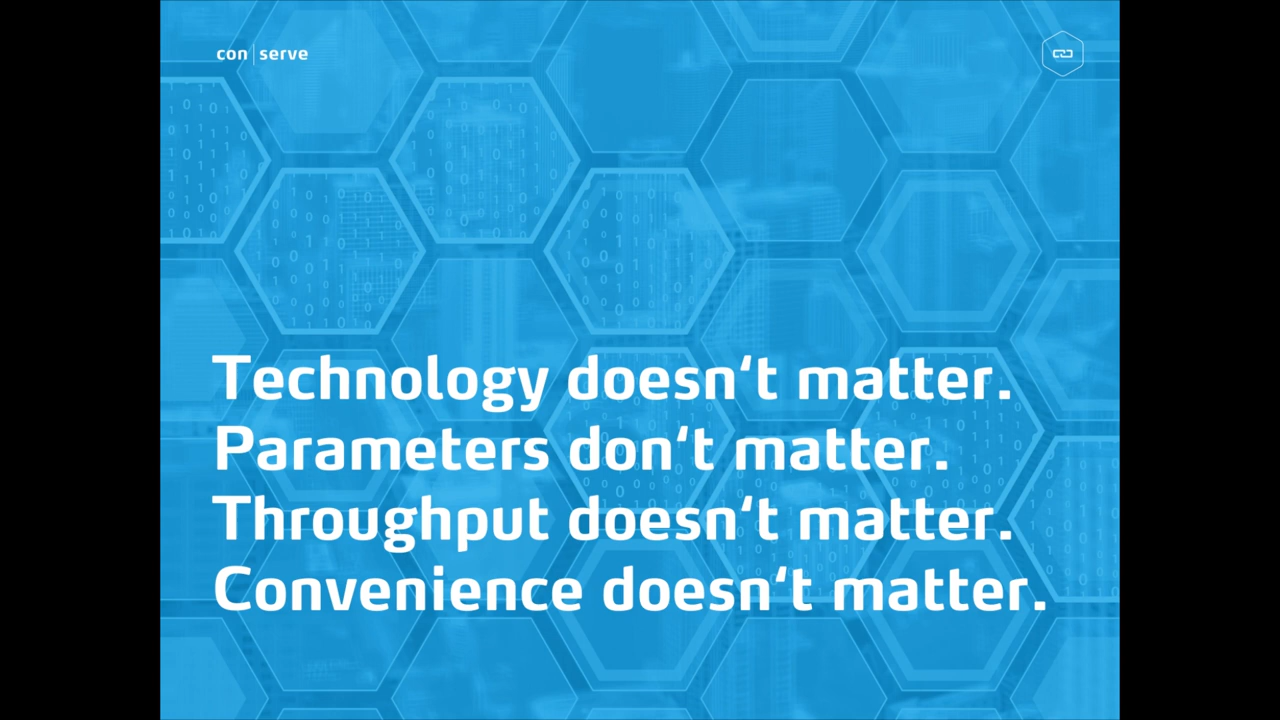 con|serve
Technology doesn‘t matter.
Parameters don‘t matter.
Throughput doesn‘t matter.
Convenience doesn‘t matter.